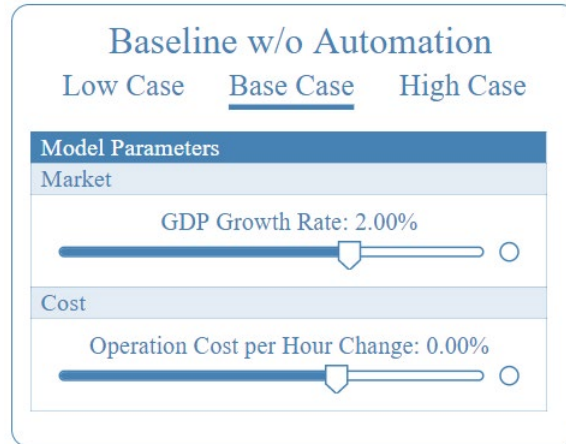 Baseline w/o Automation
Low Case Base Case High Case
Model Parameters
Market
GDP Growth Rate: 2.00%
Cost
Operation Cost per Hour Change: 0.00%